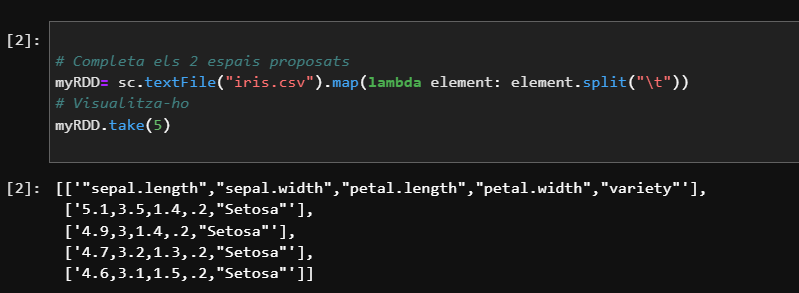 [2]:
# Completa els 2 espais proposats
myRDD= sc.textFile("iris.csv").map(lambda element: element.split("\t"))
# Visualitza-ho
myRDD.take(5)
[2]: [['"sepal.length","sepal.width","petal.length","petal.width","variety"'],
['5.1,3.5,1.4,.2,"Setosa"'],
['4.9,3,1.4,.2,"Setosa"'],
['4.7,3.2,1.3,.2,"Setosa"'],
['4.6,3.1,1.5,.2,"Setosa"']]